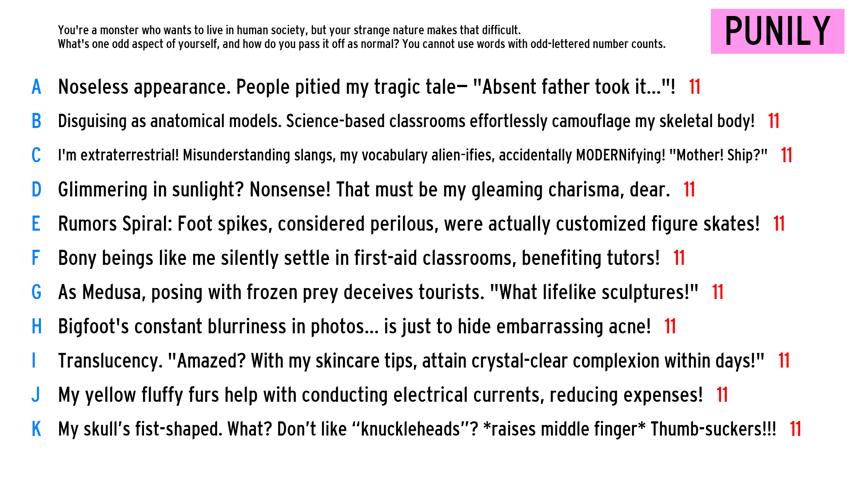 You're a monster who wants to live in human society, but your strange nature makes that difficult.
What's one odd aspect of yourself, and how do you pass it off as normal? You cannot use words with odd-lettered number counts.
PUNILY
A Noseless appearance. People pitied my tragic tale— "Absent father took it..."! 11
B Disguising as anatomical models. Science-based classrooms effortlessly camouflage my skeletal body! 11
C I'm extraterrestrial! Misunderstanding slangs, my vocabulary alien-ifies, accidentally MODERNifying! "Mother! Ship?" 11
D Glimmering in sunlight? Nonsense! That must be my gleaming charisma, dear. 11
E Rumors Spiral: Foot spikes, considered perilous, were actually customized figure skates! 11
F Bony beings like me silently settle in first-aid classrooms, benefiting tutors! 11
G As Medusa, posing with frozen prey deceives tourists. "What lifelike sculptures!" 11
H Bigfoot's constant blurriness in photos... is just to hide embarrassing acne! 11
I Translucency. "Amazed? With my skincare tips, attain crystal-clear complexion within days!" 11
J My yellow fluffy furs help with conducting electrical currents, reducing expenses! 11
K My skull’s fist-shaped. What? Don’t like “knuckleheads”? *raises middle finger* Thumb-suckers!!! 11